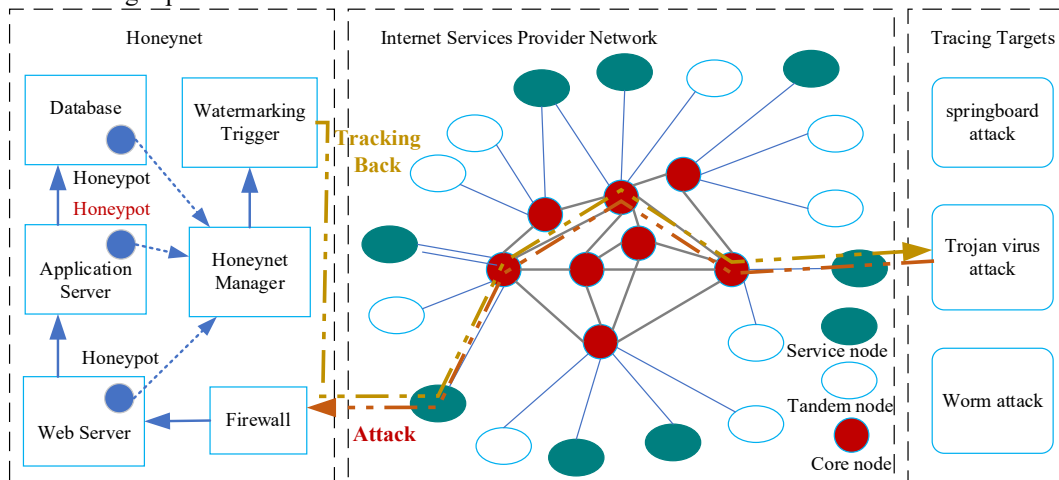 Honeynet
Database
Watermarking
Trigger
Honeypot
Honeypot
Application
Server
Honeynet
Manager
Honeypot
Web Server
Firewall
Internet Services Provider Network
Tracking
Back
Attack
Service node
Tandem node
Core node
Tracing Targets
springboard
attack
Trojan virus
attack
Worm attack